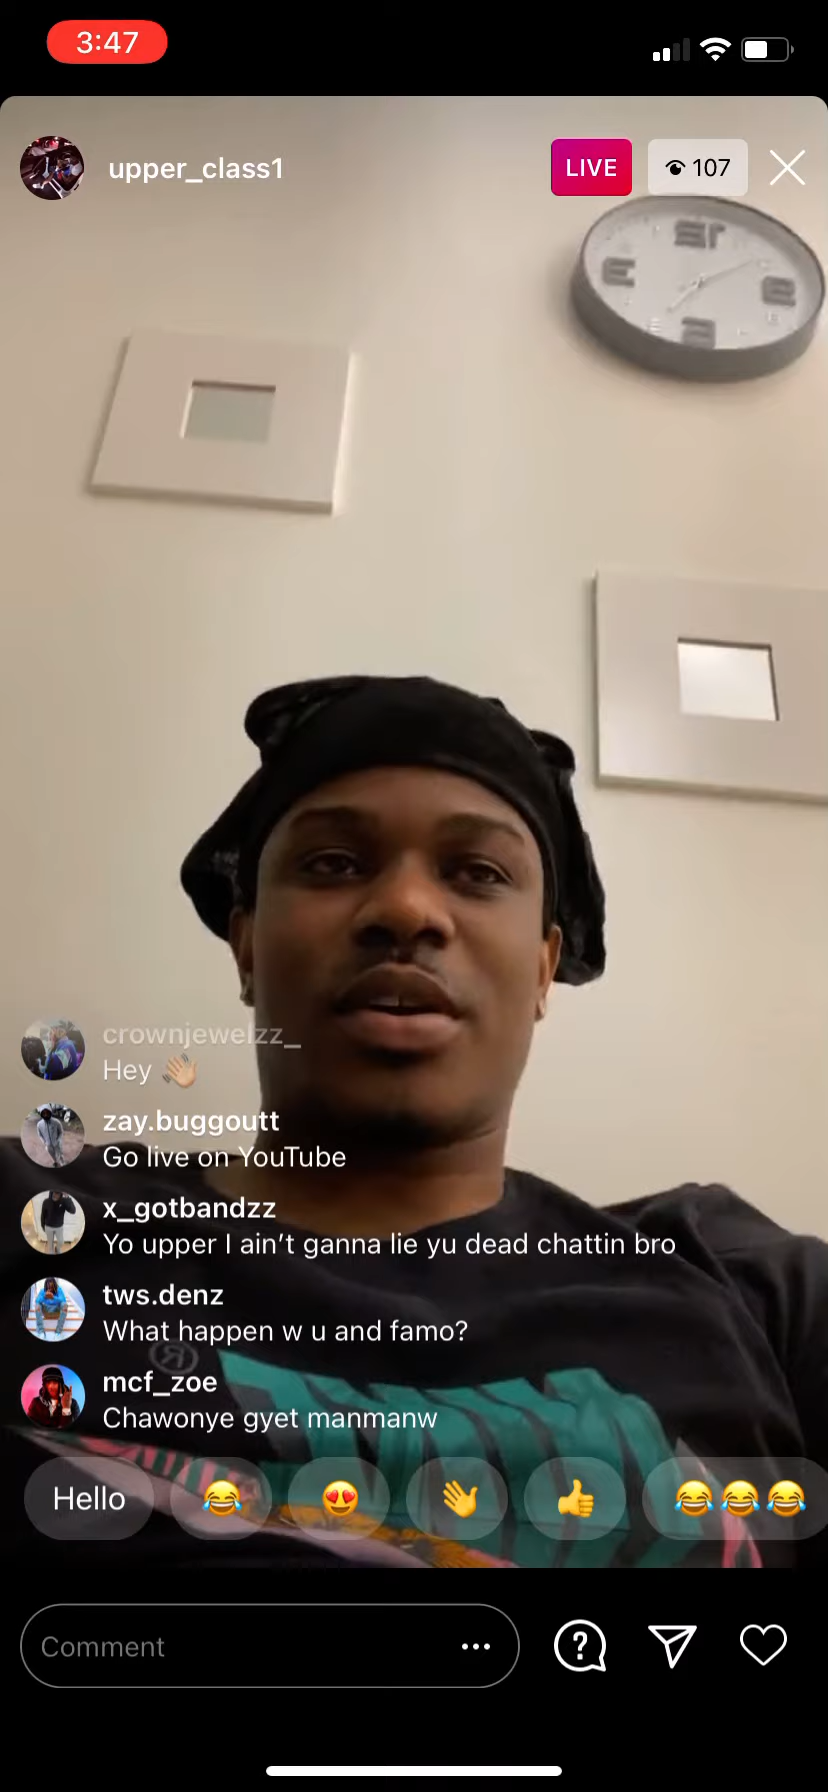 3:47
upper_class1
LIVE
107
crownjewelzz_
Hey 👋🏼
zay.buggoutt
Go live on YouTube
x_gotbandzz
Yo upper I ain’t ganna lie yu dead chattin bro
tws.denz
What happen w u and famo?
mcf_zoe
Chawonye gyet manmanw
Hello 😂 😍 👋 👍 😂😂😂
Comment